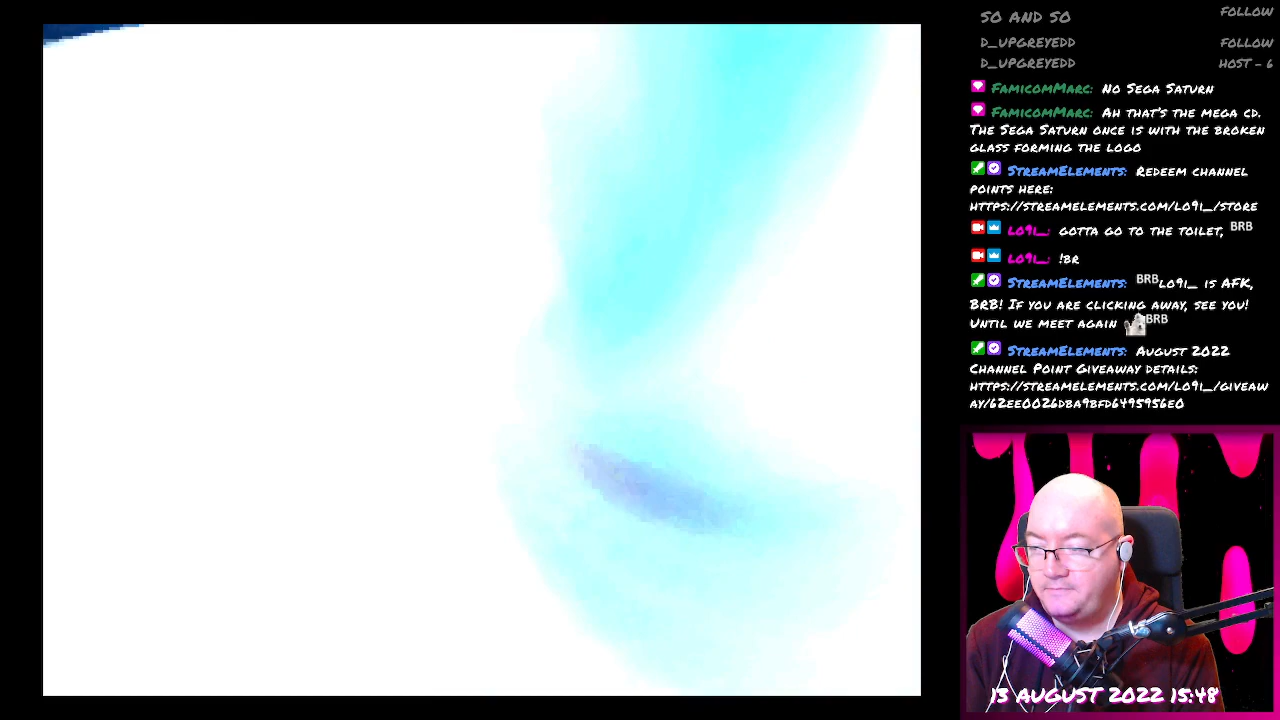 SO AND SO FOLLOW
D_UPGREYEDD FOLLOW
D_UPGREYEDD HOST - 6
FAMICOMMARC: NO SEGA SATURN
FAMICOMMARC: AH THAT'S THE MEGA CD.
THE SEGA SATURN ONCE IS WITH THE BROKEN
GLASS FORMING THE LOGO
STREAMELEMENTS: REDEEM CHANNEL
POINTS HERE:
HTTPS://STREAMELEMENTS.COM/LO91_/STORE
LO91_: GOTTA GO TO THE TOILET, BRB
LO91_: !BR
STREAMELEMENTS: BRB LO91_ IS AFK,
BRB! IF YOU ARE CLICKING AWAY, SEE YOU!
UNTIL WE MEET AGAIN BRB
STREAMELEMENTS: AUGUST 2022
CHANNEL POINT GIVEAWAY DETAILS:
HTTPS://STREAMELEMENTS.COM/LO91_/GIVEAW
AY/62EE0026DBA9BFD6495956E0
13 AUGUST 2022 15:48